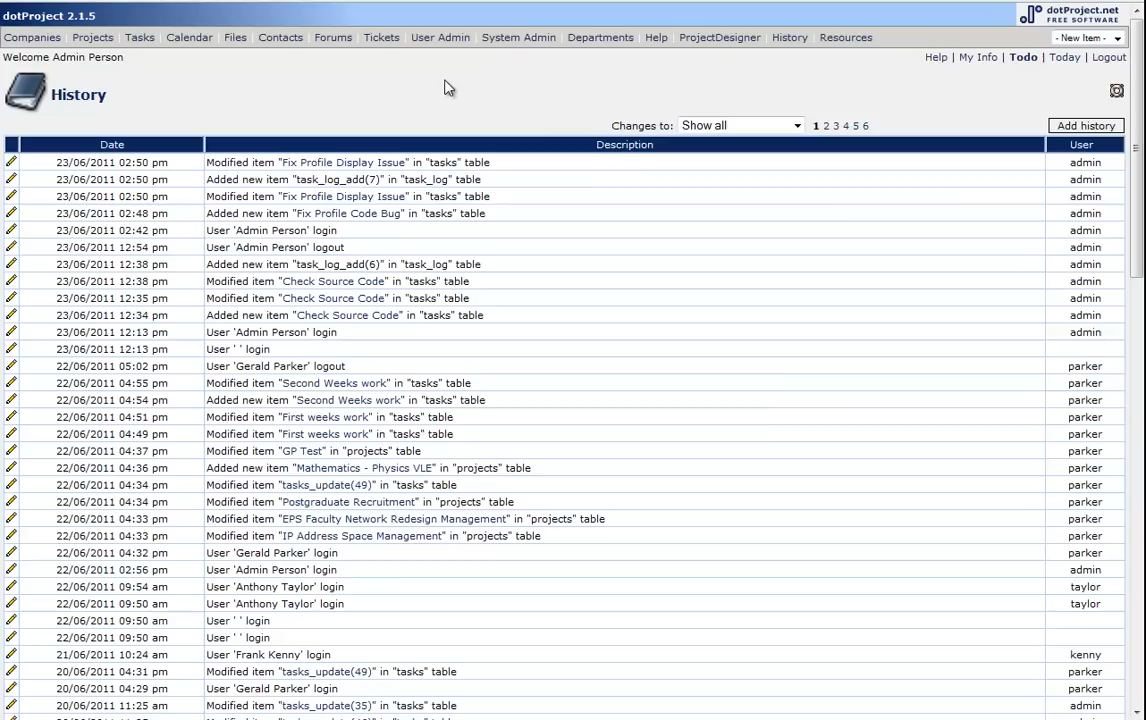 dotProject 2.1.5
dotProject.net
FREE SOFTWARE
Companies Projects Tasks Calendar Files Contacts Forums Tickets User Admin System Admin Departments Help ProjectDesigner History Resources - New Item -
Welcome Admin Person Help | My Info | Todo | Today | Logout
History
Changes to: Show all 1 2 3 4 5 6 Add history
Date Description User
23/06/2011 02:50 pm Modified item "Fix Profile Display Issue" in "tasks" table admin
23/06/2011 02:50 pm Added new item "task_log_add(7)" in "task_log" table admin
23/06/2011 02:50 pm Modified item "Fix Profile Display Issue" in "tasks" table admin
23/06/2011 02:48 pm Added new item "Fix Profile Code Bug" in "tasks" table admin
23/06/2011 02:42 pm User 'Admin Person' login admin
23/06/2011 12:54 pm User 'Admin Person' logout admin
23/06/2011 12:38 pm Added new item "task_log_add(6)" in "task_log" table admin
23/06/2011 12:38 pm Modified item "Check Source Code" in "tasks" table admin
23/06/2011 12:35 pm Modified item "Check Source Code" in "tasks" table admin
23/06/2011 12:34 pm Added new item "Check Source Code" in "tasks" table admin
23/06/2011 12:13 pm User 'Admin Person' login admin
23/06/2011 12:13 pm User ' ' login
22/06/2011 05:02 pm User 'Gerald Parker' logout parker
22/06/2011 04:55 pm Modified item "Second Weeks work" in "tasks" table parker
22/06/2011 04:54 pm Added new item "Second Weeks work" in "tasks" table parker
22/06/2011 04:51 pm Modified item "First weeks work" in "tasks" table parker
22/06/2011 04:49 pm Modified item "First weeks work" in "tasks" table parker
22/06/2011 04:37 pm Modified item "GP Test" in "projects" table parker
22/06/2011 04:36 pm Added new item "Mathematics - Physics VLE" in "projects" table parker
22/06/2011 04:34 pm Modified item "tasks_update(49)" in "tasks" table parker
22/06/2011 04:34 pm Modified item "Postgraduate Recruitment" in "projects" table parker
22/06/2011 04:33 pm Modified item "EPS Faculty Network Redesign Management" in "projects" table parker
22/06/2011 04:33 pm Modified item "IP Address Space Management" in "projects" table parker
22/06/2011 04:32 pm User 'Gerald Parker' login parker
22/06/2011 02:56 pm User 'Admin Person' login admin
22/06/2011 09:54 am User 'Anthony Taylor' login taylor
22/06/2011 09:50 am User 'Anthony Taylor' login taylor
22/06/2011 09:50 am User ' ' login
22/06/2011 09:50 am User ' ' login
21/06/2011 10:24 am User 'Frank Kenny' login kenny
20/06/2011 04:31 pm Modified item "tasks_update(49)" in "tasks" table parker
20/06/2011 04:29 pm User 'Gerald Parker' login parker
20/06/2011 11:25 am Modified item "tasks_update(35)" in "tasks" table admin